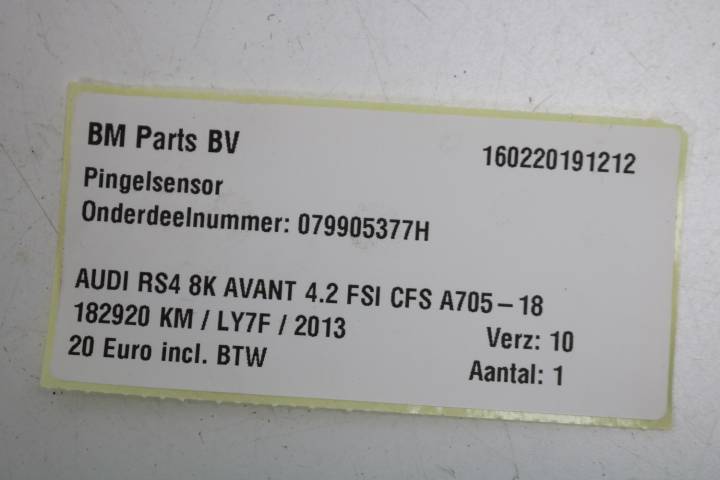 BM Parts BV
160220191212
Pingelsensor
Onderdeelnummer: 079905377H
AUDI RS4 8K AVANT 4.2 FSI CFS A705-18
182920 KM / LY7F / 2013
Verz: 10
20 Euro incl. BTW
Aantal: 1